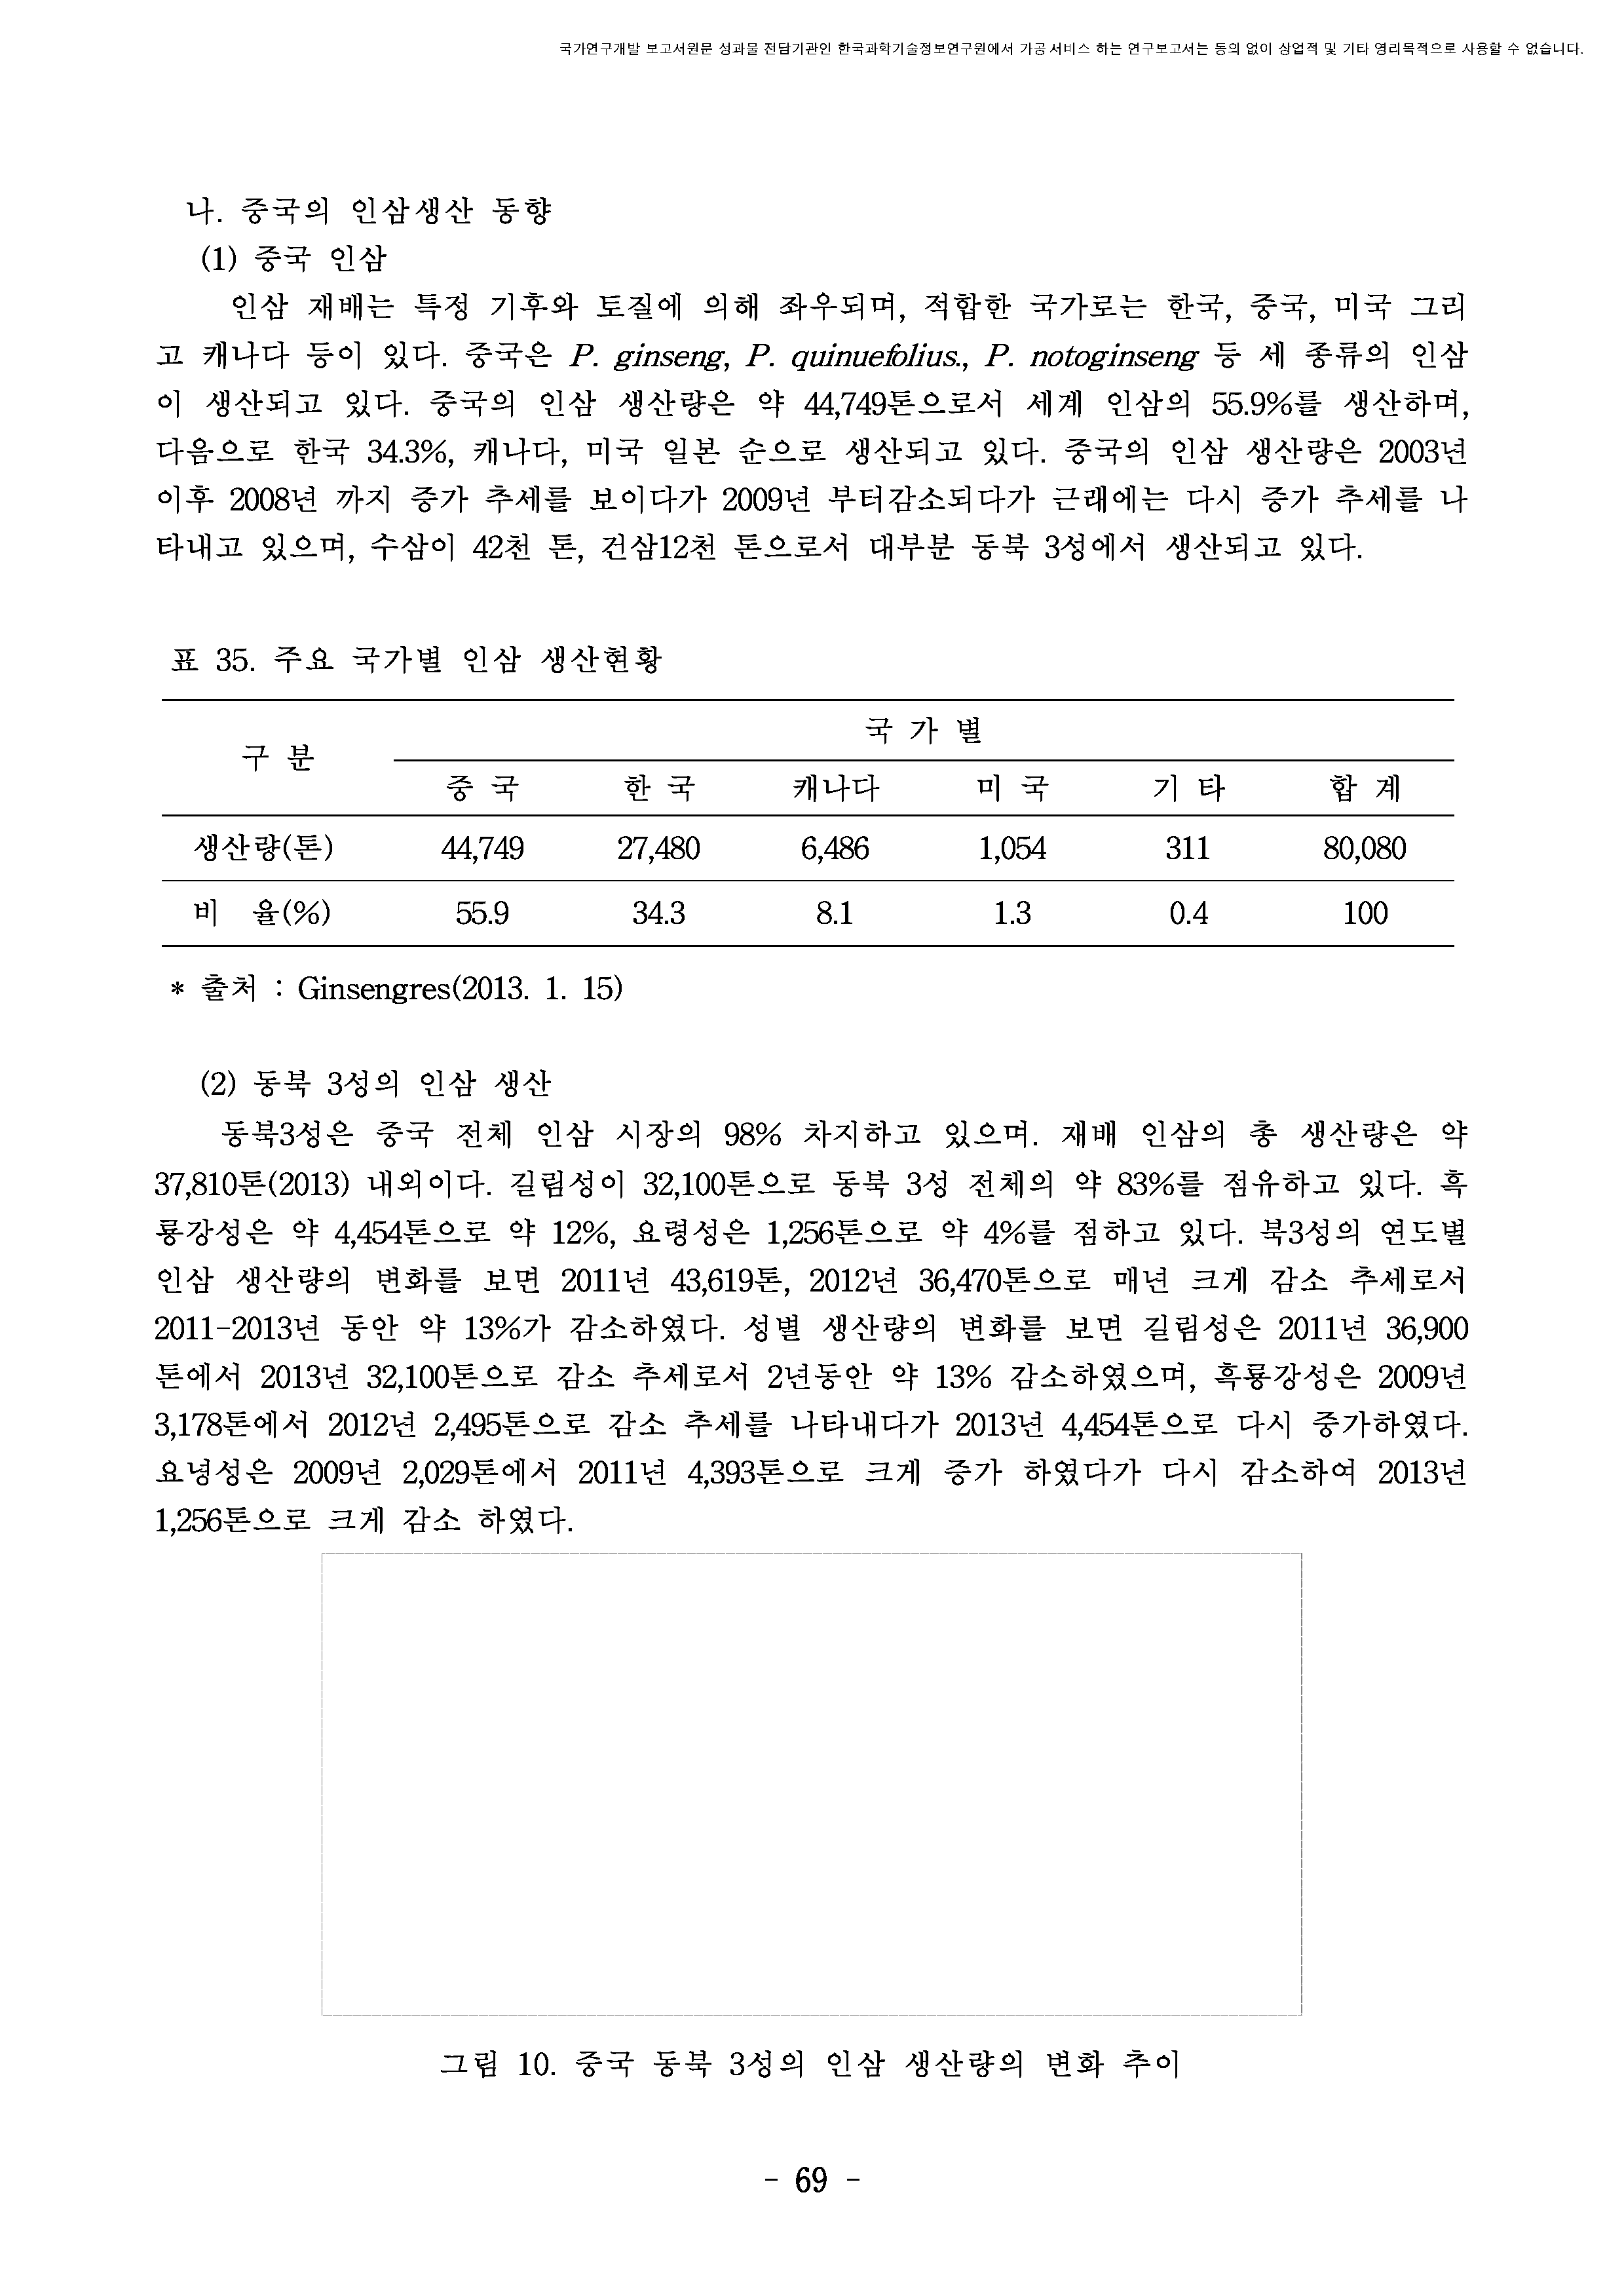 국가연구개발 보고서원문 성과물 전담기관인 한국과학기술정보연구원에서 가공·서비스 하는 연구보고서는 동의 없이 상업적 및 기타 영리목적으로 사용할 수 없습니다.
나. 중국의 인삼생산 동향
(1) 중국 인삼
인삼 재배는 특정 기후와 토질에 의해 좌우되며, 적합한 국가로는 한국, 중국, 미국 그리
고 캐나다 등이 있다. 중국은 P. ginseng, P. quinuefolius., P. notoginseng 등 세 종류의 인삼
이 생산되고 있다. 중국의 인삼 생산량은 약 44,749톤으로서 세계 인삼의 55.9%를 생산하며,
다음으로 한국 34.3%, 캐나다, 미국 일본 순으로 생산되고 있다. 중국의 인삼 생산량은 2003년
이후 2008년 까지 증가 추세를 보이다가 2009년 부터감소되다가 근래에는 다시 증가 추세를 나
타내고 있으며, 수삼이 42천 톤, 건삼12천 톤으로서 대부분 동북 3성에서 생산되고 있다.
표 35. 주요 국가별 인삼 생산현황
구 분 국 가 별
중 국 한 국 캐나다 미 국 기 타 합 계
생산량(톤) 44,749 27,480 6,486 1,054 311 80,080
비 율(%) 55.9 34.3 8.1 1.3 0.4 100
* 출처 : Ginsengres(2013. 1. 15)
(2) 동북 3성의 인삼 생산
동북3성은 중국 전체 인삼 시장의 98% 차지하고 있으며. 재배 인삼의 총 생산량은 약
37,810톤(2013) 내외이다. 길림성이 32,100톤으로 동북 3성 전체의 약 83%를 점유하고 있다. 흑
룡강성은 약 4,454톤으로 약 12%, 요령성은 1,256톤으로 약 4%를 점하고 있다. 북3성의 연도별
인삼 생산량의 변화를 보면 2011년 43,619톤, 2012년 36,470톤으로 매년 크게 감소 추세로서
2011-2013년 동안 약 13%가 감소하였다. 성별 생산량의 변화를 보면 길림성은 2011년 36,900
톤에서 2013년 32,100톤으로 감소 추세로서 2년동안 약 13% 감소하였으며, 흑룡강성은 2009년
3,178톤에서 2012년 2,495톤으로 감소 추세를 나타내다가 2013년 4,454톤으로 다시 증가하였다.
요녕성은 2009년 2,029톤에서 2011년 4,393톤으로 크게 증가 하였다가 다시 감소하여 2013년
1,256톤으로 크게 감소 하였다.
그림 10. 중국 동북 3성의 인삼 생산량의 변화 추이
- 69 -